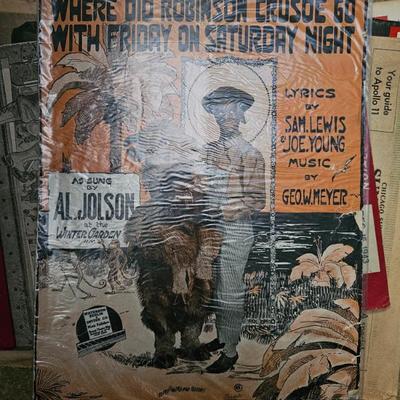 WHERE DID ROBINSON CRUSOE GO
WITH FRIDAY ON SATURDAY NIGHT
LYRICS
BY
SAM. LEWIS
& JOE. YOUNG
MUSIC
BY
GEO. W. MEYER
AS SUNG
BY
AL. JOLSON
at the
WINTER GARDEN
N.Y.
Your guide
to Apollo 11
CHICAGO